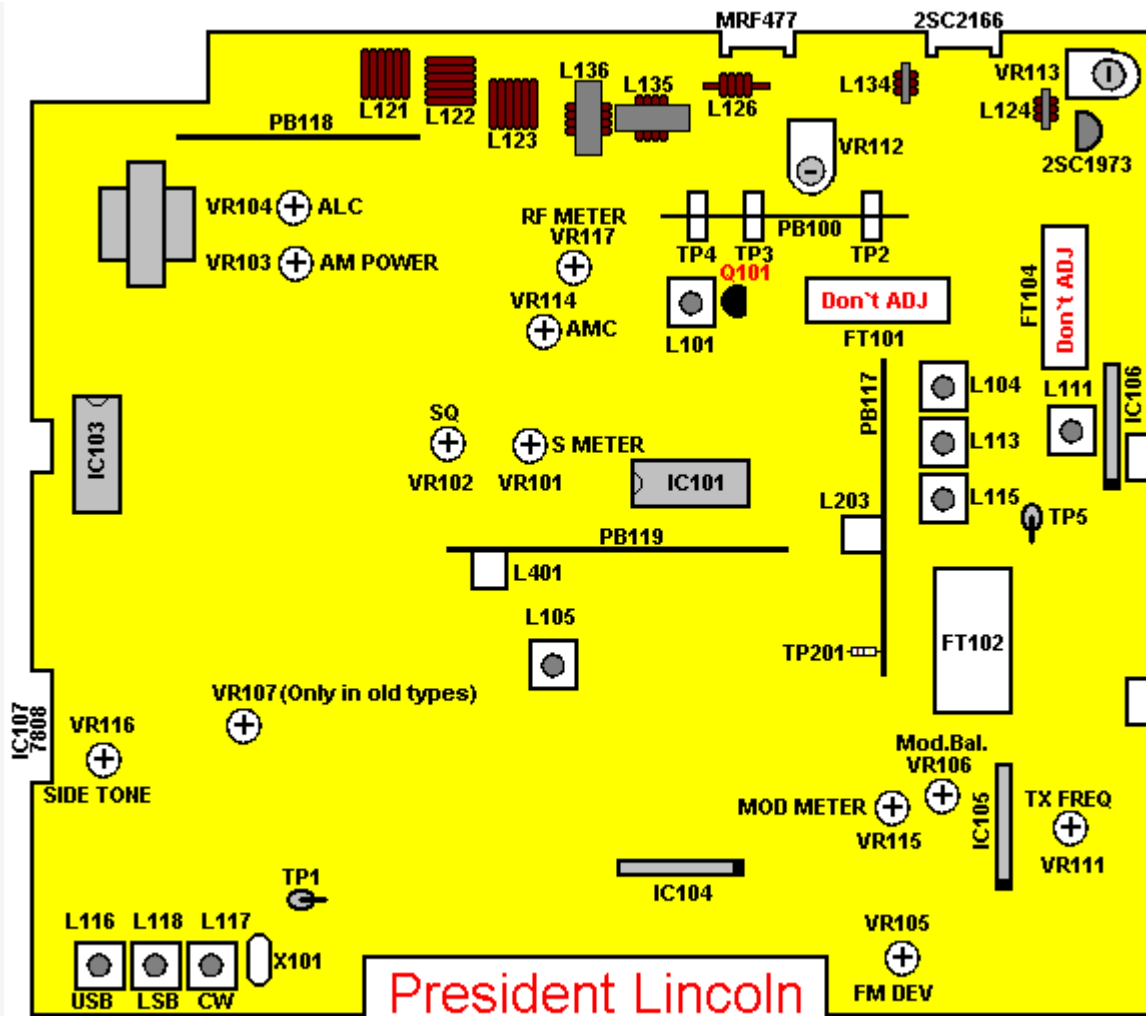 MRF477
2SC2166
L121
L122
L123
L136
L135
L126
L134
VR113
L124
2SC1973
PB118
VR112
VR104
ALC
VR103
AM POWER
RF METER
VR117
VR114
AMC
TP4
TP3
PB100
TP2
Q101
L101
Don`t ADJ
FT101
FT104
Don`t ADJ
L104
L113
L115
L111
IC106
PB117
IC103
SQ
VR102
S METER
VR101
IC101
L203
TP5
PB119
L401
L105
TP201
FT102
IC107
7808
VR107 (Only in old types)
VR116
SIDE TONE
Mod.Bal.
VR106
MOD METER
VR115
IC105
TX FREQ
VR111
TP1
IC104
L116
L118
L117
X101
USB
LSB
CW
VR105
FM DEV
President Lincoln